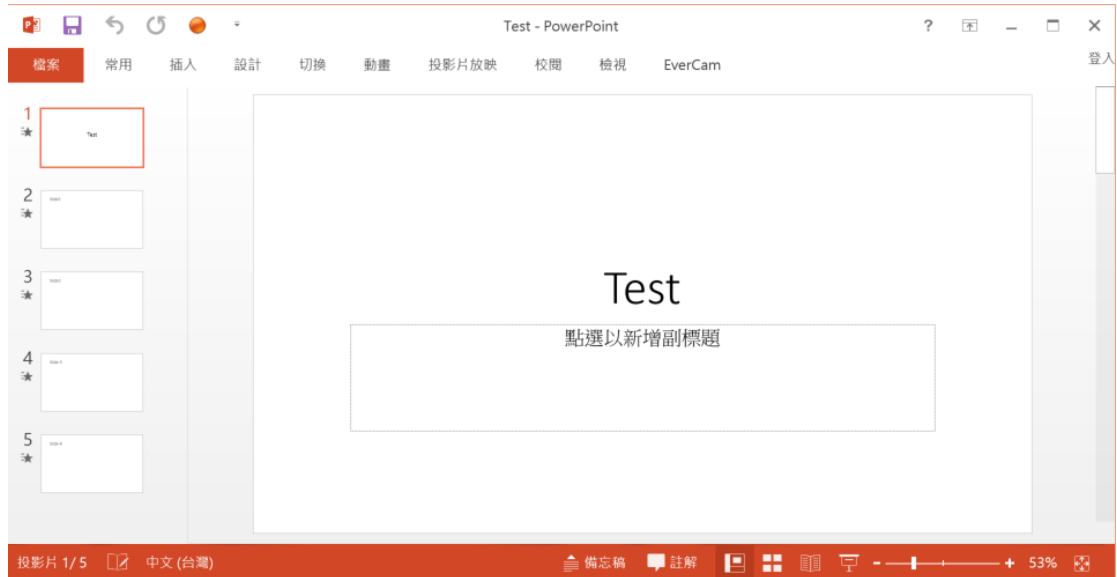 Test - PowerPoint
?
登入
檔案 常用 插入 設計 切換 動畫 投影片放映 校閱 檢視 EverCam
1
Test
2
3
4
5
Test
點選以新增副標題
投影片 1/5 中文 (台灣) 備忘稿 註解 - + 53%